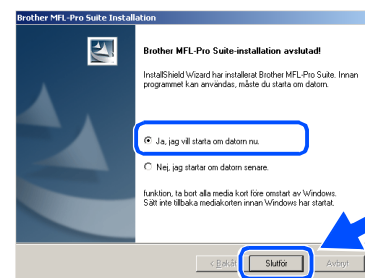 Brother MFL-Pro Suite Installation
Brother MFL-Pro Suite-installation avslutad!
InstallShield Wizard har installerat Brother MFL-Pro Suite. Innan
programmet kan användas, måste du starta om datorn.
Ja, jag vill starta om datorn nu.
Nej, jag startar om datorn senare.
funktion, ta bort alla media kort före omstart av Windows.
Sätt inte tillbaka mediakorten innan Windows har startat.
< Bakåt
Slutför
Avbryt